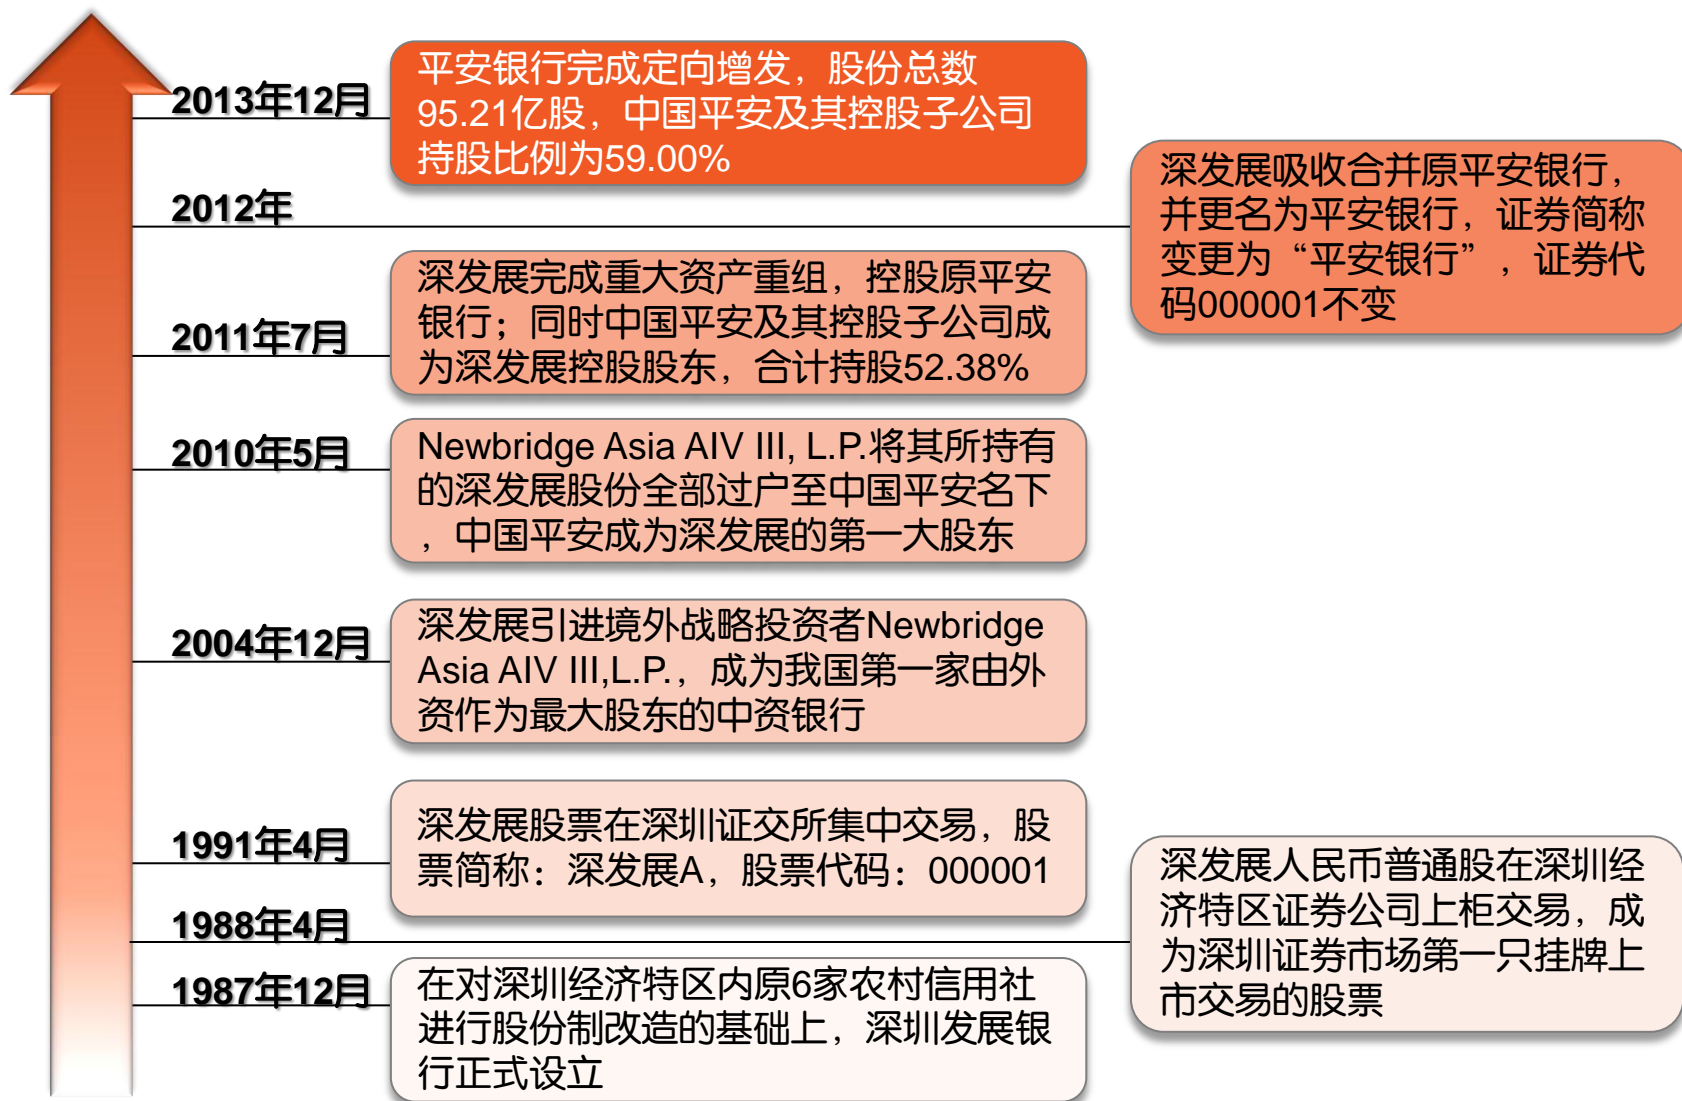 2013年12月
平安银行完成定向增发，股份总数
95.21亿股，中国平安及其控股子公司
持股比例为59.00%
2012年
深发展吸收合并原平安银行，
并更名为平安银行，证券简称
变更为“平安银行”，证券代
码000001不变
2011年7月
深发展完成重大资产重组，控股原平安
银行；同时中国平安及其控股子公司成
为深发展控股股东，合计持股52.38%
2010年5月
Newbridge Asia AIV III, L.P.将其所持有
的深发展股份全部过户至中国平安名下
，中国平安成为深发展的第一大股东
2004年12月
深发展引进境外战略投资者Newbridge
Asia AIV III,L.P.，成为我国第一家由外
资作为最大股东的中资银行
1991年4月
深发展股票在深圳证交所集中交易，股
票简称：深发展A，股票代码：000001
1988年4月
深发展人民币普通股在深圳经
济特区证券公司上柜交易，成
为深圳证券市场第一只挂牌上
市交易的股票
1987年12月
在对深圳经济特区内原6家农村信用社
进行股份制改造的基础上，深圳发展银
行正式设立